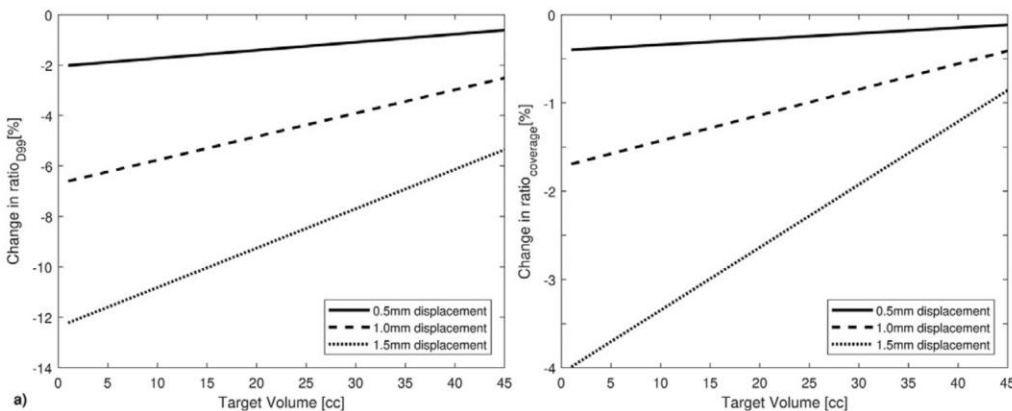 0
-2
-4
-6
-8
-10
-12
-14
Change in ratio_D99[%]
0 5 10 15 20 25 30 35 40 45
Target Volume [cc]
0.5mm displacement
1.0mm displacement
1.5mm displacement
a)
0
-1
-2
-3
-4
Change in ratio_coverage[%]
0 5 10 15 20 25 30 35 40 45
Target Volume [cc]
0.5mm displacement
1.0mm displacement
1.5mm displacement